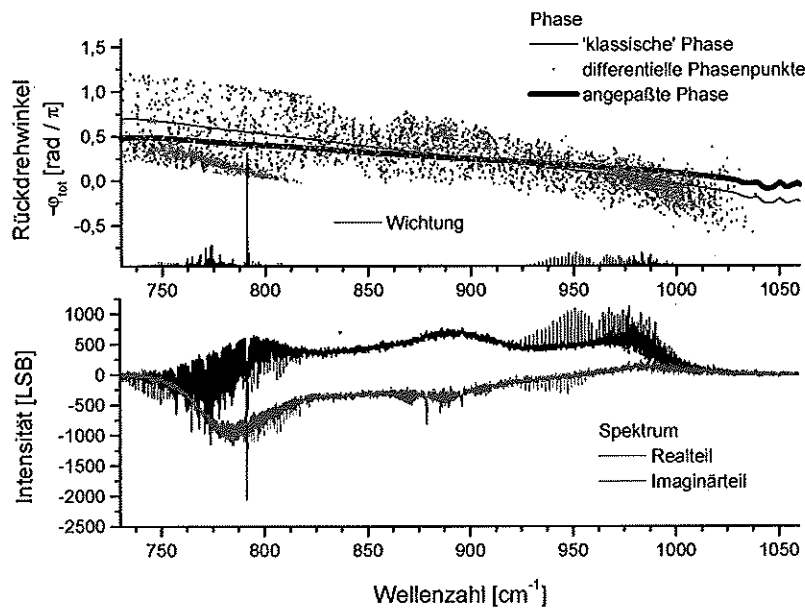 Phase
'klassische' Phase
differentielle Phasenpunkte
angepaßte Phase
Rückdrehwinkel
-φtot [rad / π]
1,5
1,0
0,5
0,0
-0,5
Wichtung
750 800 850 900 950 1000 1050
Intensität [LSB]
1000
500
0
-500
-1000
-1500
-2000
-2500
Spektrum
Realteil
Imaginärteil
750 800 850 900 950 1000 1050
Wellenzahl [cm⁻¹]